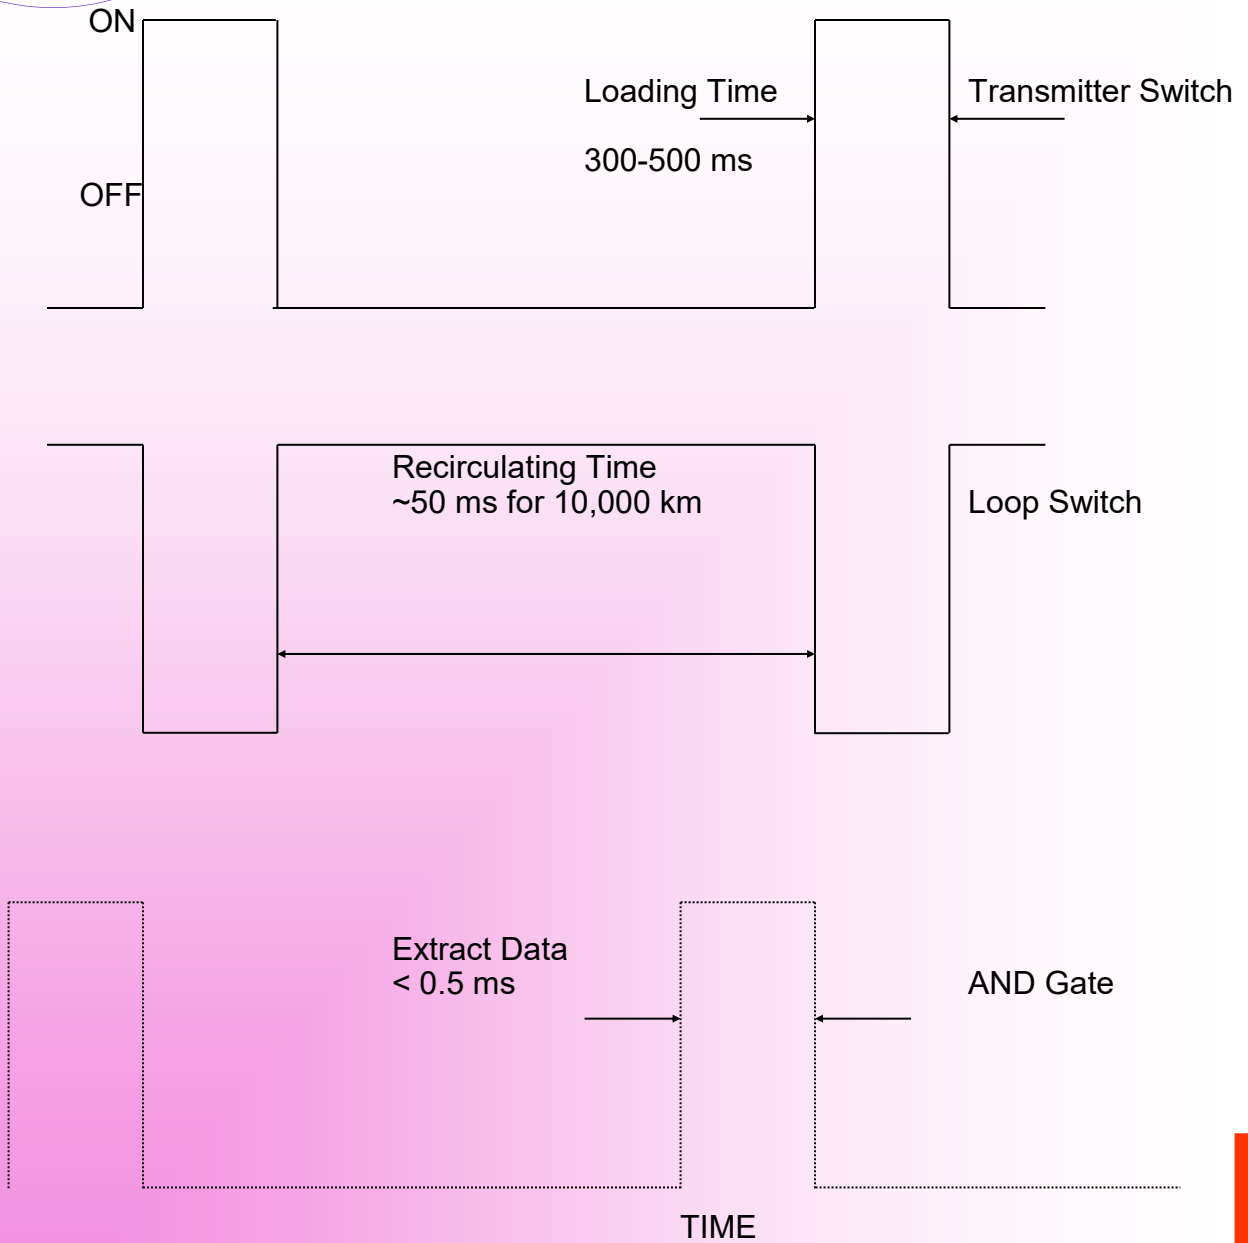 ON
Loading Time
Transmitter Switch
300-500 ms
OFF
Recirculating Time
~50 ms for 10,000 km
Loop Switch
Extract Data
< 0.5 ms
AND Gate
TIME